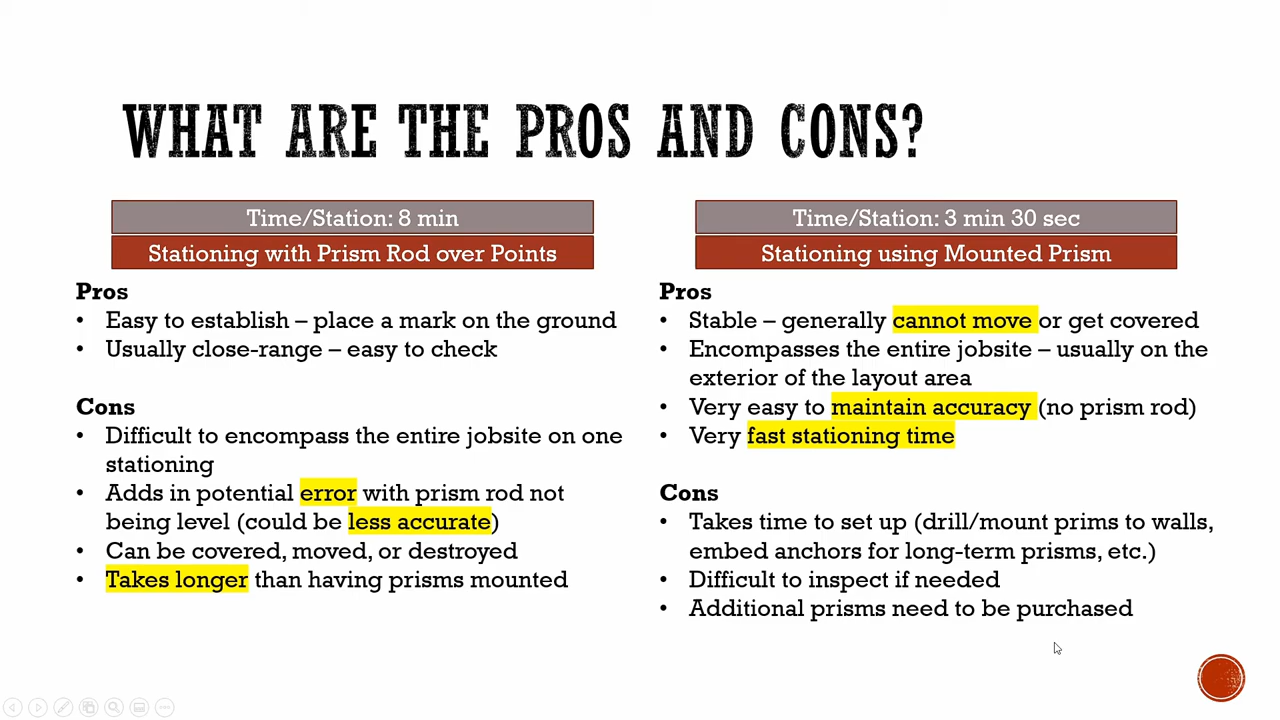 WHAT ARE THE PROS AND CONS?
Time/Station: 8 min
Stationing with Prism Rod over Points
Pros
• Easy to establish – place a mark on the ground
• Usually close-range – easy to check
Cons
• Difficult to encompass the entire jobsite on one
stationing
• Adds in potential error with prism rod not
being level (could be less accurate)
• Can be covered, moved, or destroyed
• Takes longer than having prisms mounted
Time/Station: 3 min 30 sec
Stationing using Mounted Prism
Pros
• Stable – generally cannot move or get covered
• Encompasses the entire jobsite – usually on the
exterior of the layout area
• Very easy to maintain accuracy (no prism rod)
• Very fast stationing time
Cons
• Takes time to set up (drill/mount prims to walls,
embed anchors for long-term prisms, etc.)
• Difficult to inspect if needed
• Additional prisms need to be purchased